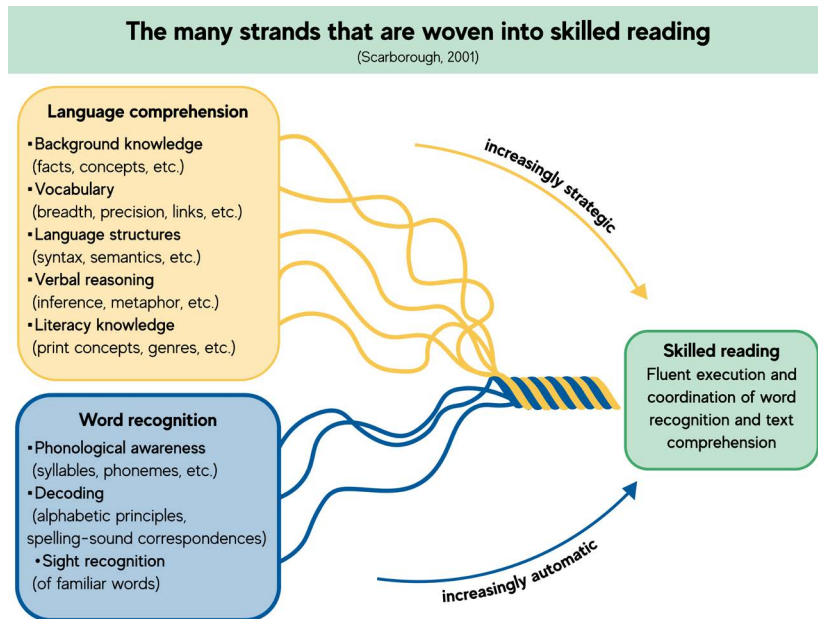 The many strands that are woven into skilled reading
(Scarborough, 2001)
Language comprehension
▪Background knowledge
(facts, concepts, etc.)
▪Vocabulary
(breadth, precision, links, etc.)
▪Language structures
(syntax, semantics, etc.)
▪Verbal reasoning
(inference, metaphor, etc.)
▪Literacy knowledge
(print concepts, genres, etc.)
Word recognition
▪Phonological awareness
(syllables, phonemes, etc.)
▪Decoding
(alphabetic principles,
spelling-sound correspondences)
•Sight recognition
(of familiar words)
increasingly strategic
increasingly automatic
Skilled reading
Fluent execution and
coordination of word
recognition and text
comprehension